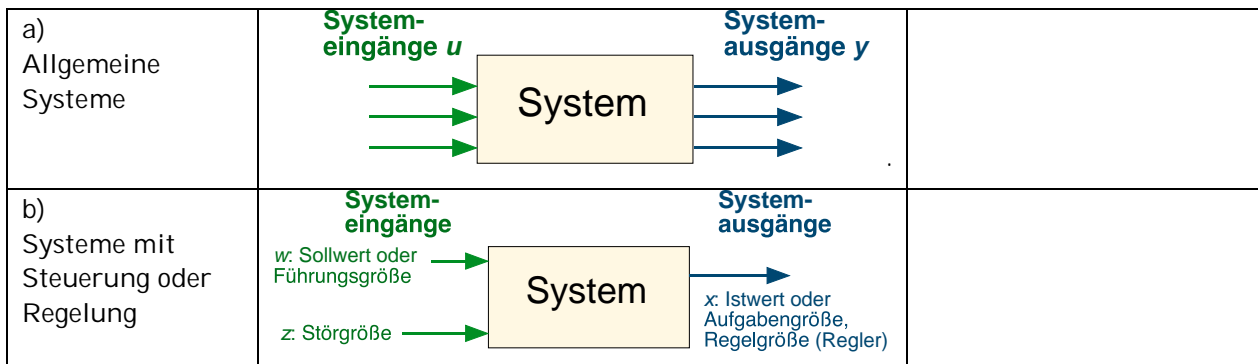 a)
Allgemeine
Systeme
System-
eingänge u
System
System-
ausgänge y
.
b)
Systeme mit
Steuerung oder
Regelung
System-
eingänge
w: Sollwert oder
Führungsgröße
z: Störgröße
System
System-
ausgänge
x: Istwert oder
Aufgabengröße,
Regelgröße (Regler)